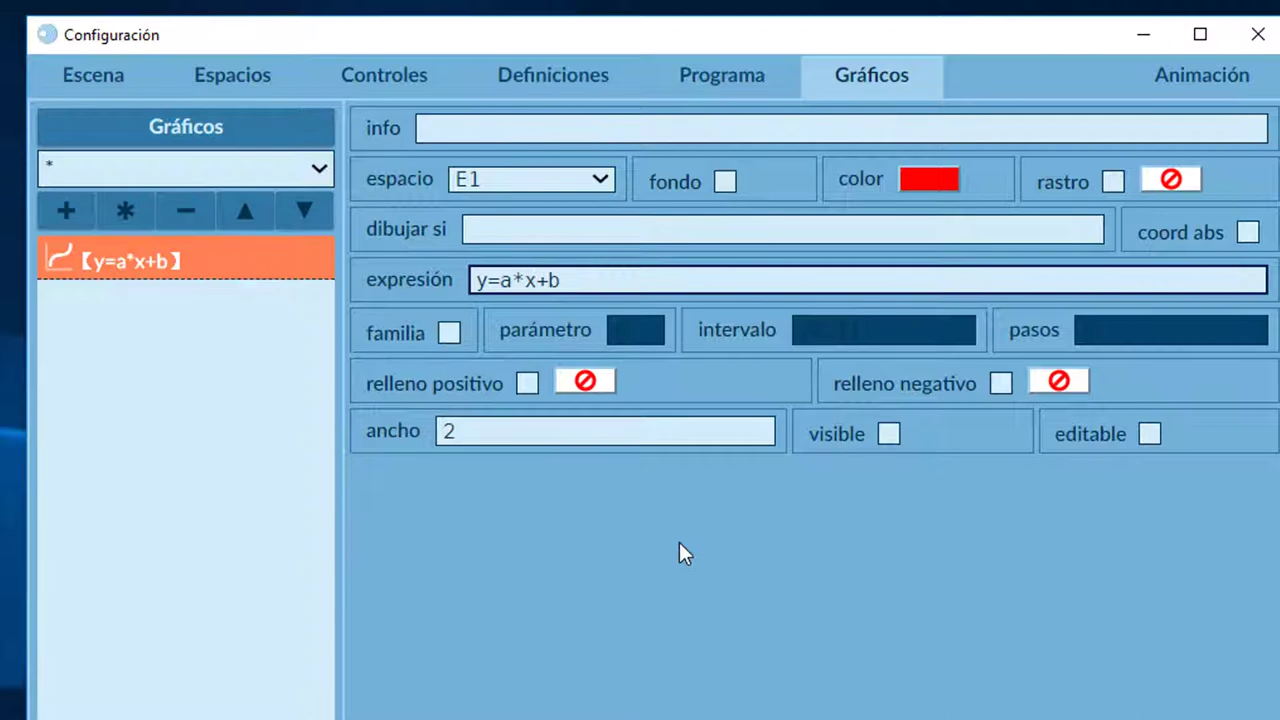 Configuración
Escena Espacios Controles Definiciones Programa Gráficos Animación
Gráficos
*
+ * −
【y=a*x+b】
info
espacio E1 fondo color rastro
dibujar si coord abs
expresión y=a*x+b
familia parámetro intervalo pasos
relleno positivo relleno negativo
ancho 2 visible editable